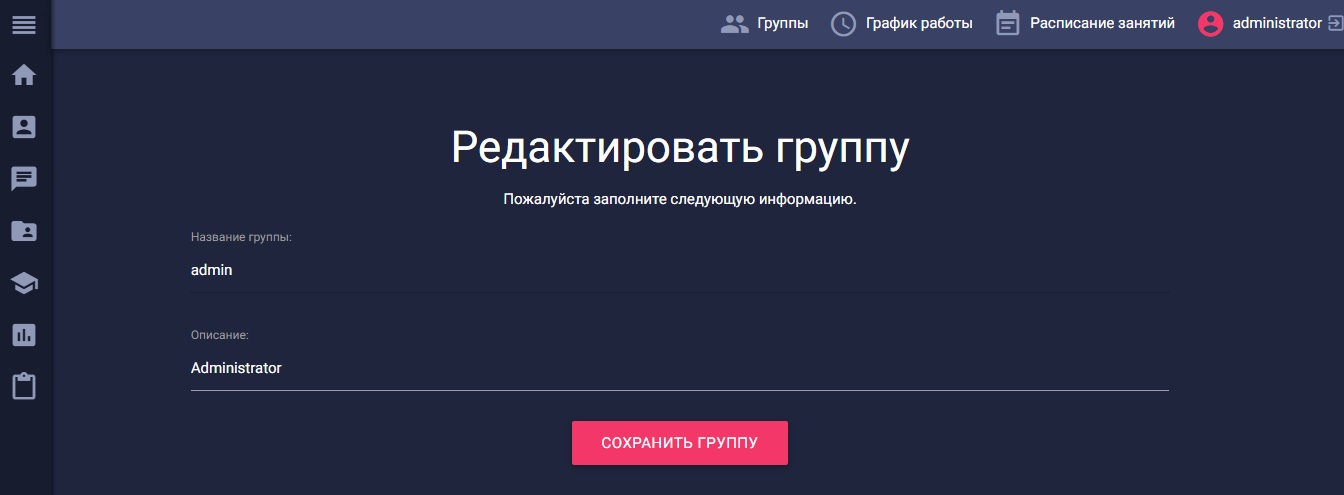 Группы
График работы
Расписание занятий
administrator
Редактировать группу
Пожалуйста заполните следующую информацию.
Название группы:
admin
Описание:
Administrator
СОХРАНИТЬ ГРУППУ